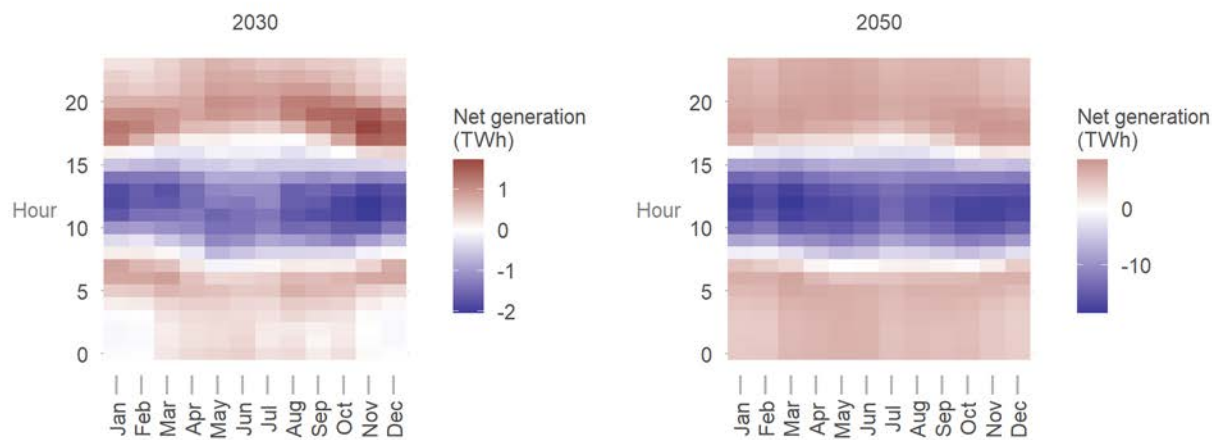 2030
20
15
Hour
10
5
0
Jan
Feb
Mar
Apr
May
Jun
Jul
Aug
Sep
Oct
Nov
Dec
Net generation
(TWh)
1
0
-1
-2
2050
20
15
Hour
10
5
0
Jan
Feb
Mar
Apr
May
Jun
Jul
Aug
Sep
Oct
Nov
Dec
Net generation
(TWh)
0
-10